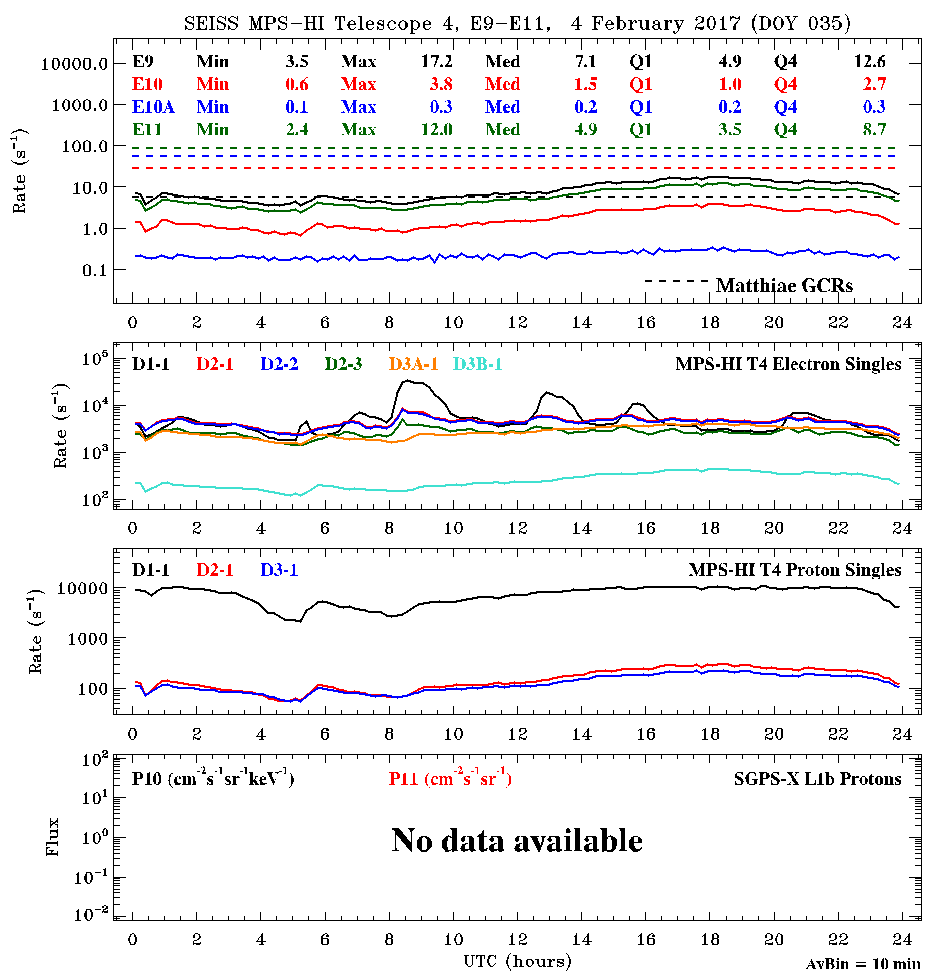 SEISS MPS-HI Telescope 4, E9-E11, 4 February 2017 (DOY 035)
E9 Min 3.5 Max 17.2 Med 7.1 Q1 4.9 Q4 12.6
E10 Min 0.6 Max 3.8 Med 1.5 Q1 1.0 Q4 2.7
E10A Min 0.1 Max 0.3 Med 0.2 Q1 0.2 Q4 0.3
E11 Min 2.4 Max 12.0 Med 4.9 Q1 3.5 Q4 8.7
10000.0
1000.0
100.0
10.0
1.0
0.1
Rate (s⁻¹)
Matthiae GCRs
0 2 4 6 8 10 12 14 16 18 20 22 24
D1-1 D2-1 D2-2 D2-3 D3A-1 D3B-1 MPS-HI T4 Electron Singles
10⁵
10⁴
10³
10²
Rate (s⁻¹)
0 2 4 6 8 10 12 14 16 18 20 22 24
D1-1 D2-1 D3-1 MPS-HI T4 Proton Singles
10000
1000
100
Rate (s⁻¹)
0 2 4 6 8 10 12 14 16 18 20 22 24
P10 (cm⁻²s⁻¹sr⁻¹keV⁻¹) P11 (cm⁻²s⁻¹sr⁻¹) SGPS-X L1b Protons
10²
10¹
10⁰
10⁻¹
10⁻²
Flux
No data available
0 2 4 6 8 10 12 14 16 18 20 22 24
UTC (hours)
AvBin = 10 min